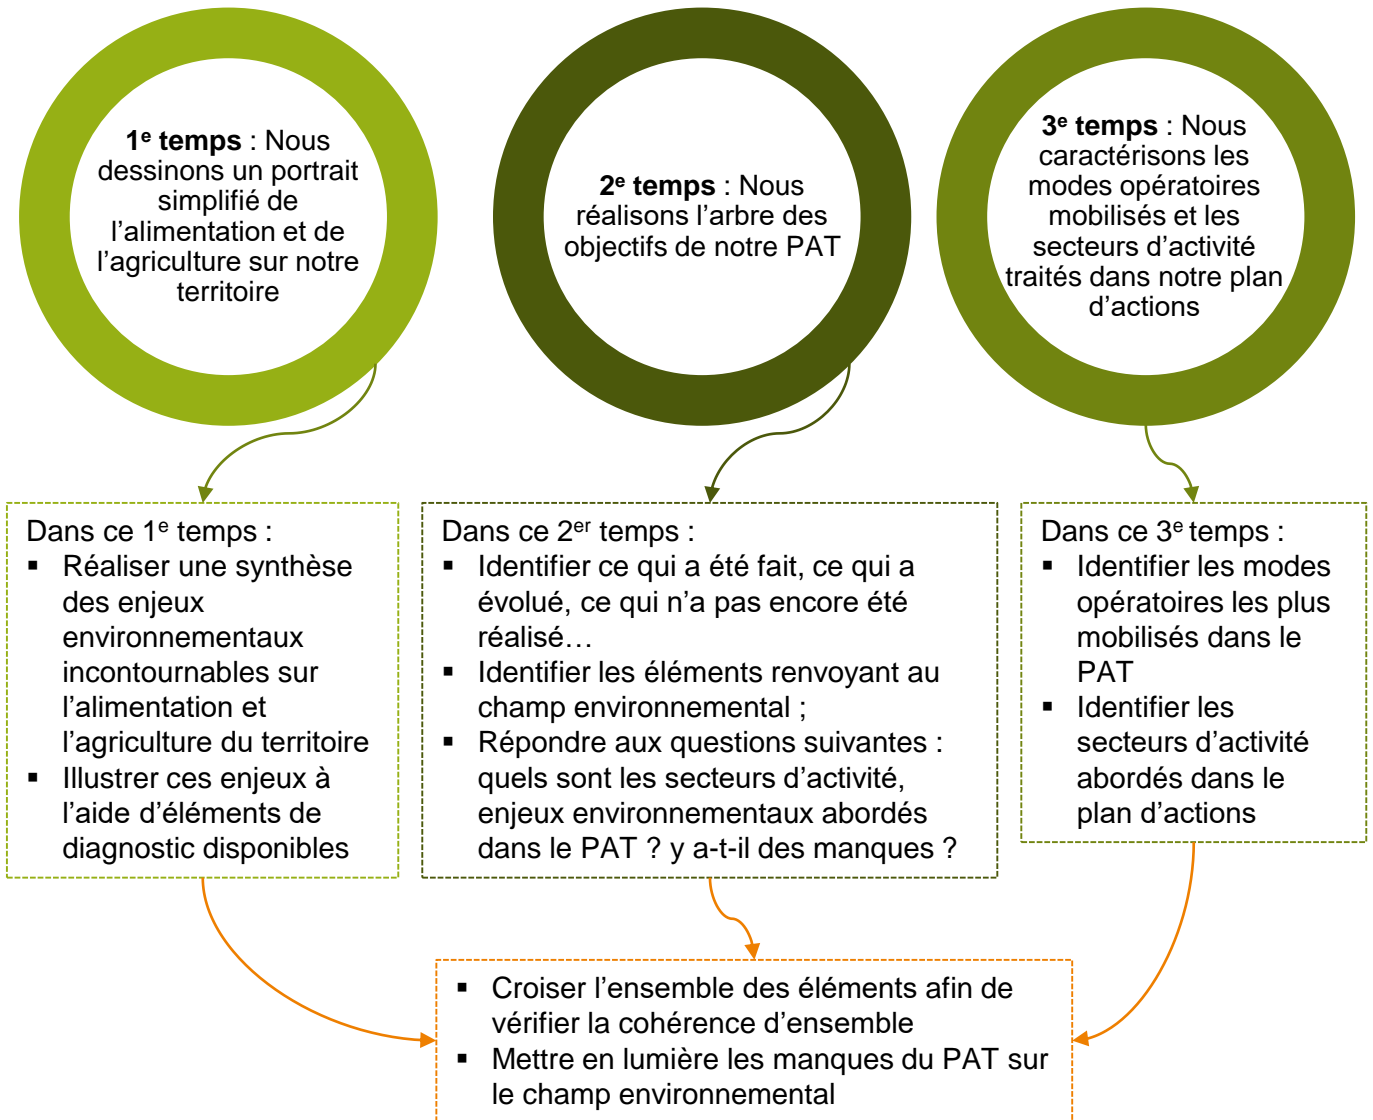 1e temps : Nous
dessinons un portrait
simplifié de
l’alimentation et de
l’agriculture sur notre
territoire
2e temps : Nous
réalisons l’arbre des
objectifs de notre PAT
3e temps : Nous
caractérisons les
modes opératoires
mobilisés et les
secteurs d’activité
traités dans notre plan
d’actions
Dans ce 1e temps :
▪ Réaliser une synthèse
des enjeux
environnementaux
incontournables sur
l’alimentation et
l’agriculture du territoire
▪ Illustrer ces enjeux à
l’aide d’éléments de
diagnostic disponibles
Dans ce 2er temps :
▪ Identifier ce qui a été fait, ce qui a
évolué, ce qui n’a pas encore été
réalisé…
▪ Identifier les éléments renvoyant au
champ environnemental ;
▪ Répondre aux questions suivantes :
quels sont les secteurs d’activité,
enjeux environnementaux abordés
dans le PAT ? y a-t-il des manques ?
Dans ce 3e temps :
▪ Identifier les modes
opératoires les plus
mobilisés dans le
PAT
▪ Identifier les
secteurs d’activité
abordés dans le
plan d’actions
▪ Croiser l’ensemble des éléments afin de
vérifier la cohérence d’ensemble
▪ Mettre en lumière les manques du PAT sur
le champ environnemental